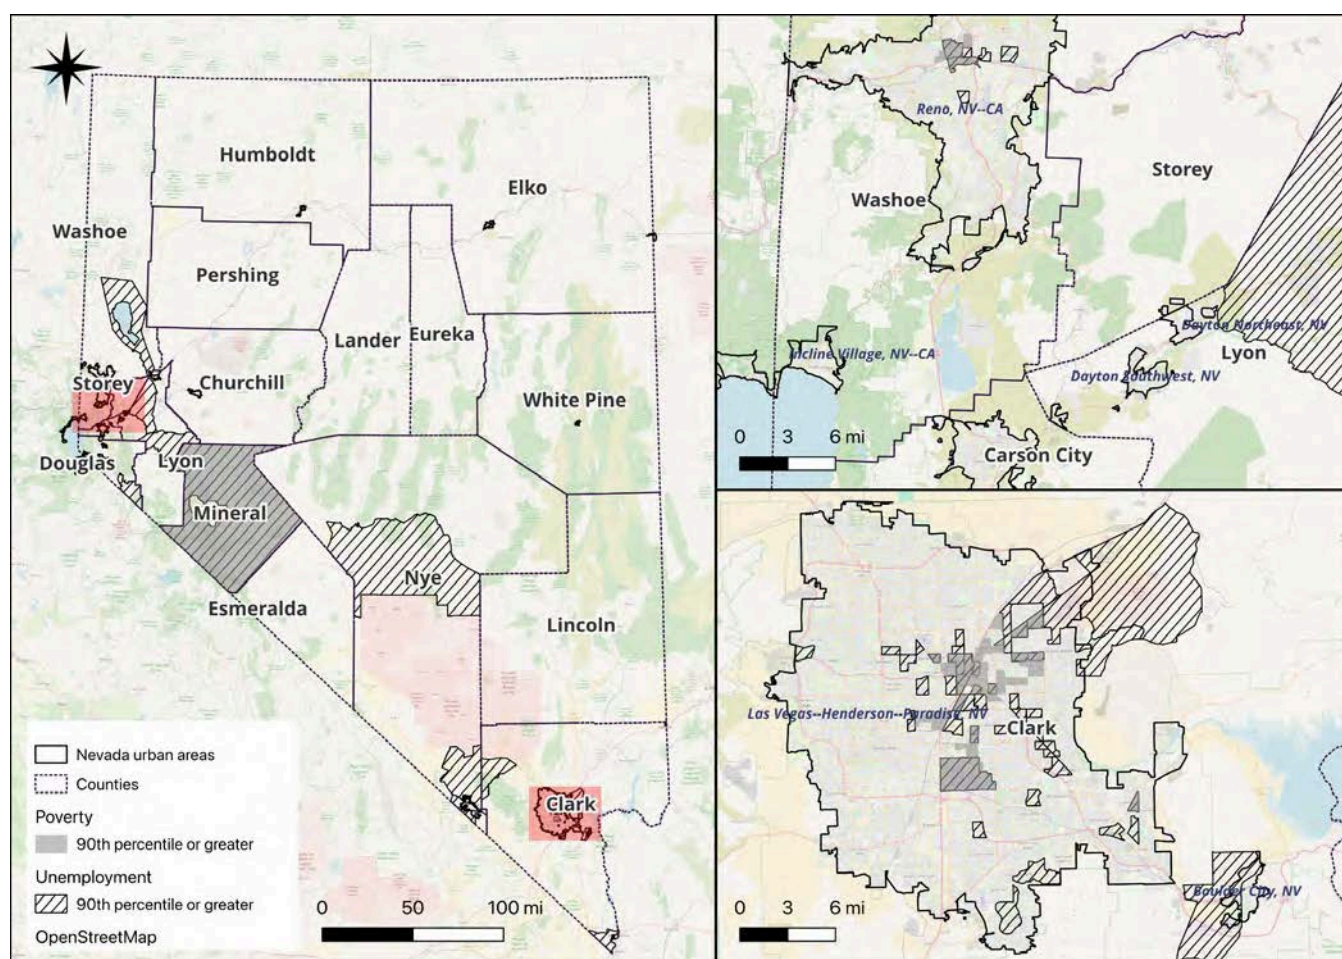 Humboldt
Elko
Washoe
Pershing
Lander
Eureka
Churchill
Storey
White Pine
Douglas
Lyon
Mineral
Nye
Esmeralda
Lincoln
Clark
Nevada urban areas
Counties
Poverty
90th percentile or greater
Unemployment
90th percentile or greater
OpenStreetMap
0 50 100 mi
Reno, NV--CA
Storey
Washoe
Dayton Northeast, NV
Incline Village, NV--CA
Lyon
Dayton Southwest, NV
0 3 6 mi
Carson City
Las Vegas--Henderson--Paradise, NV
Clark
Boulder City, NV
0 3 6 mi